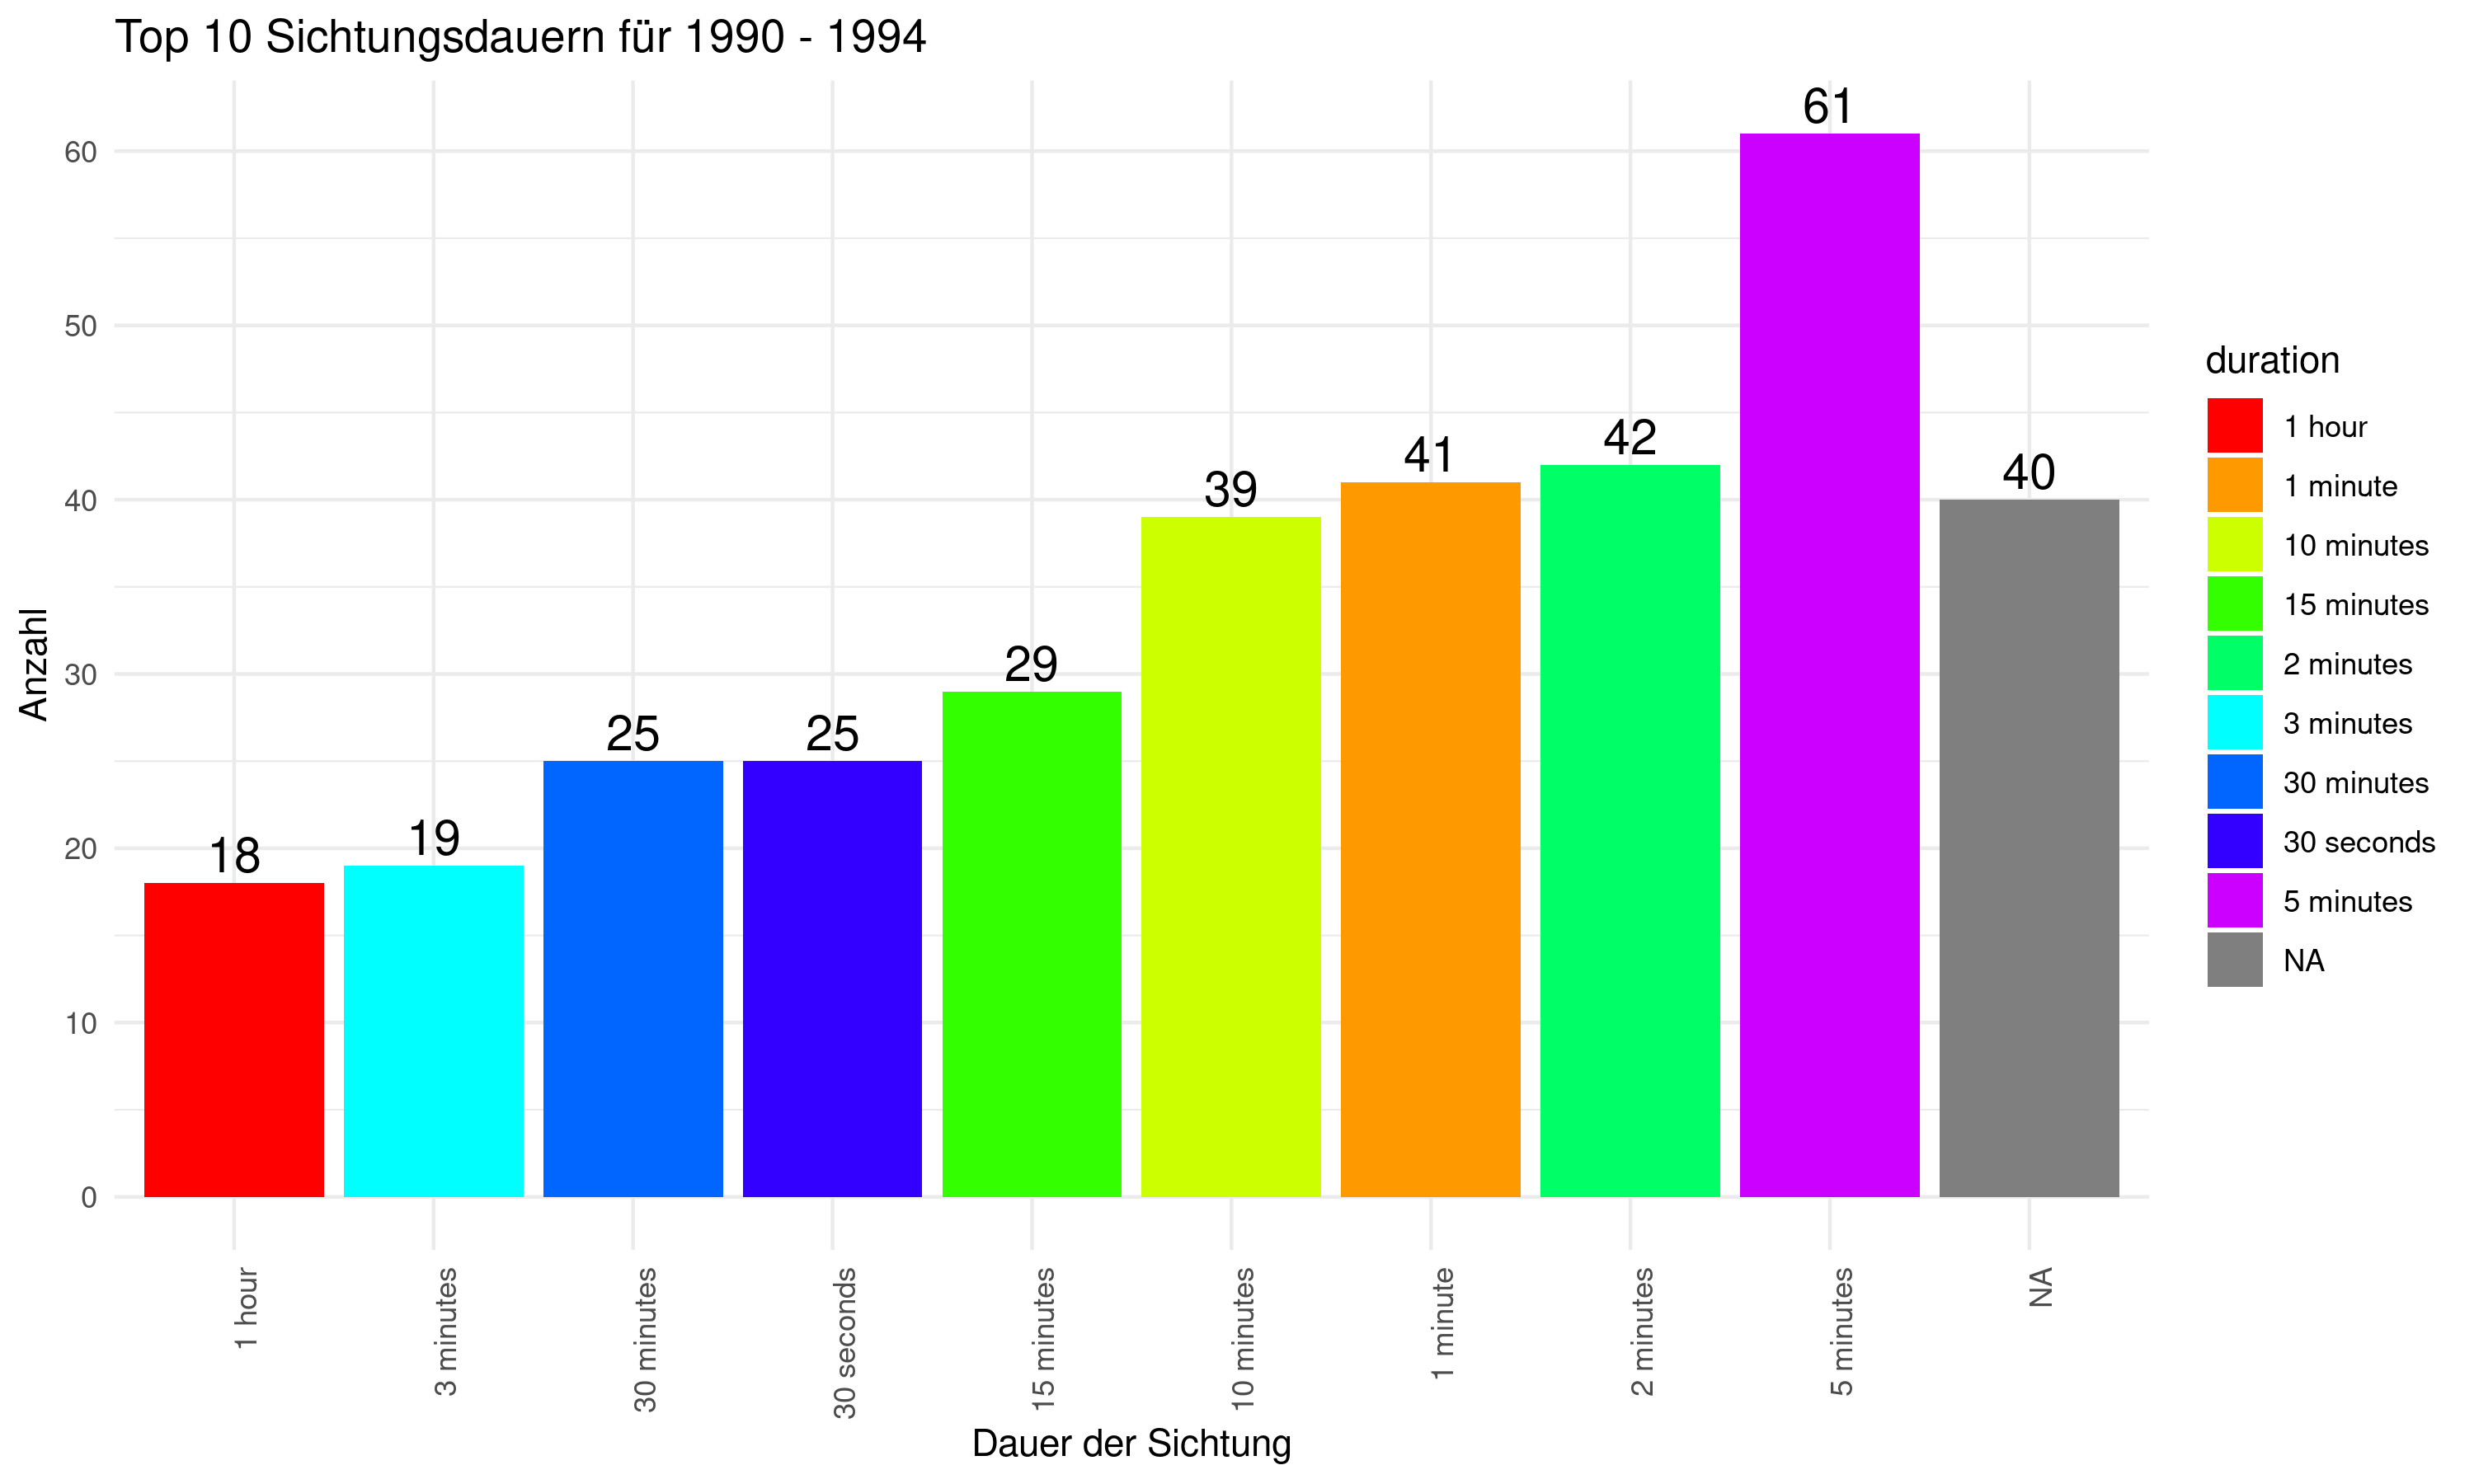 Top 10 Sichtungsdauern für 1990 - 1994
Anzahl
60
50
40
30
20
10
0
18
19
25
25
29
39
41
42
61
40
1 hour
3 minutes
30 minutes
30 seconds
15 minutes
10 minutes
1 minute
2 minutes
5 minutes
NA
Dauer der Sichtung
duration
1 hour
1 minute
10 minutes
15 minutes
2 minutes
3 minutes
30 minutes
30 seconds
5 minutes
NA